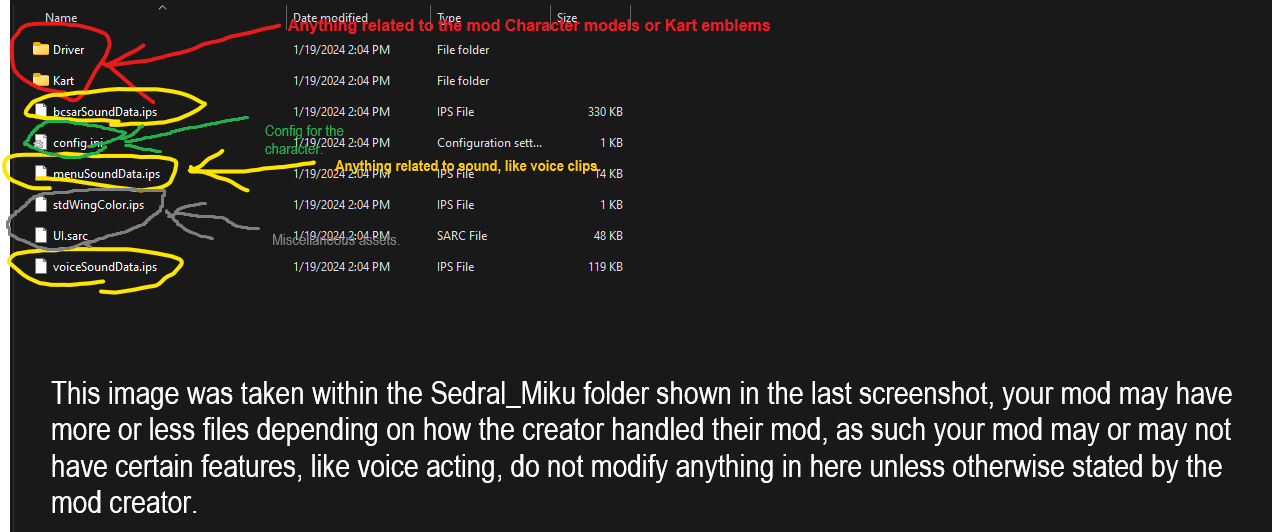 Name Date modified Type Size
Anything related to the mod Character models or Kart emblems
Driver 1/19/2024 2:04 PM File folder
Kart 1/19/2024 2:04 PM File folder
bcsarSoundData.ips 1/19/2024 2:04 PM IPS File 330 KB
config.ini 1/19/2024 2:04 PM Configuration sett... 1 KB
Config for the
character.
menuSoundData.ips 1/19/2024 2:04 PM IPS File 14 KB
Anything related to sound, like voice clips.
stdWingColor.ips 1/19/2024 2:04 PM IPS File 1 KB
UI.sarc 1/19/2024 2:04 PM SARC File 48 KB
Miscellaneous assets.
voiceSoundData.ips 1/19/2024 2:04 PM IPS File 119 KB
This image was taken within the Sedral_Miku folder shown in the last screenshot, your mod may have
more or less files depending on how the creator handled their mod, as such your mod may or may not
have certain features, like voice acting, do not modify anything in here unless otherwise stated by the
mod creator.